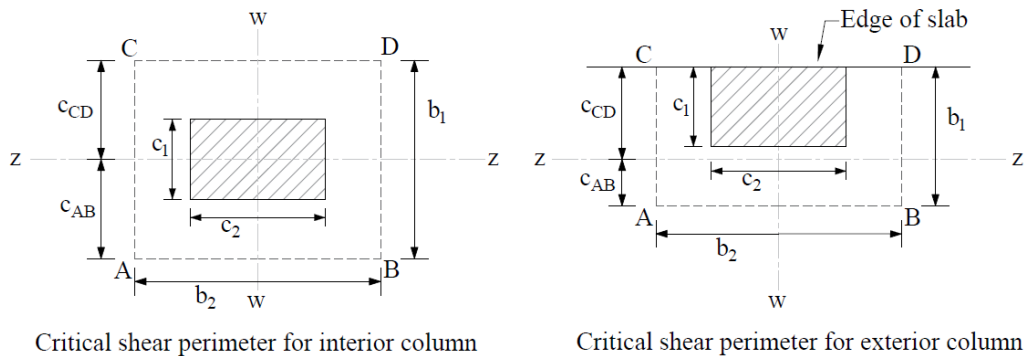 w
C
D
c_CD
c_1
b_1
z
z
c_AB
c_2
A
B
b_2
w
Critical shear perimeter for interior column
Edge of slab
w
C
D
c_CD
c_1
b_1
z
z
c_AB
c_2
A
B
b_2
w
Critical shear perimeter for exterior column